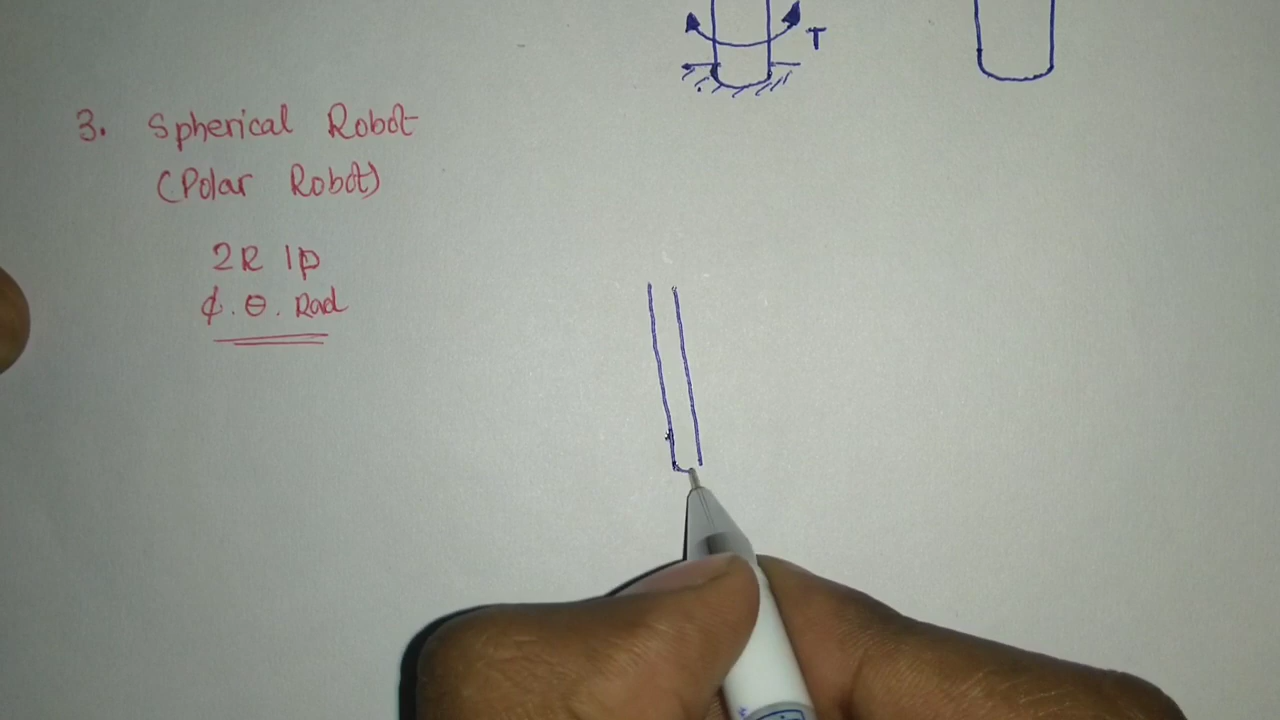 T
3. Spherical Robot
(Polar Robot)
2R 1p
¢. θ. Rad